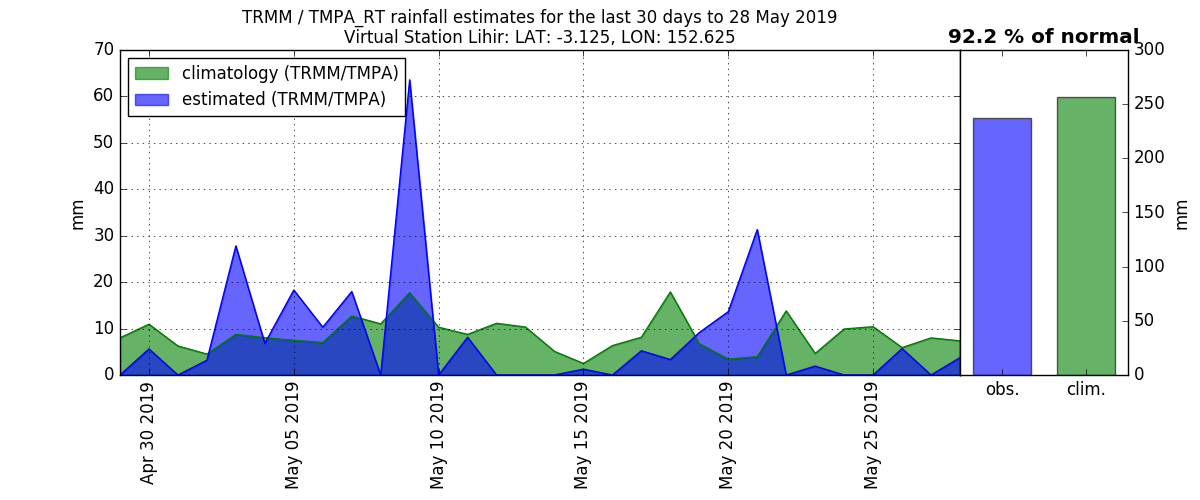 TRMM / TMPA_RT rainfall estimates for the last 30 days to 28 May 2019
Virtual Station Lihir: LAT: -3.125, LON: 152.625
92.2 % of normal
climatology (TRMM/TMPA)
estimated (TRMM/TMPA)
70
60
50
40
30
20
10
0
mm
Apr 30 2019
May 05 2019
May 10 2019
May 15 2019
May 20 2019
May 25 2019
300
250
200
150
100
50
0
mm
obs.
clim.